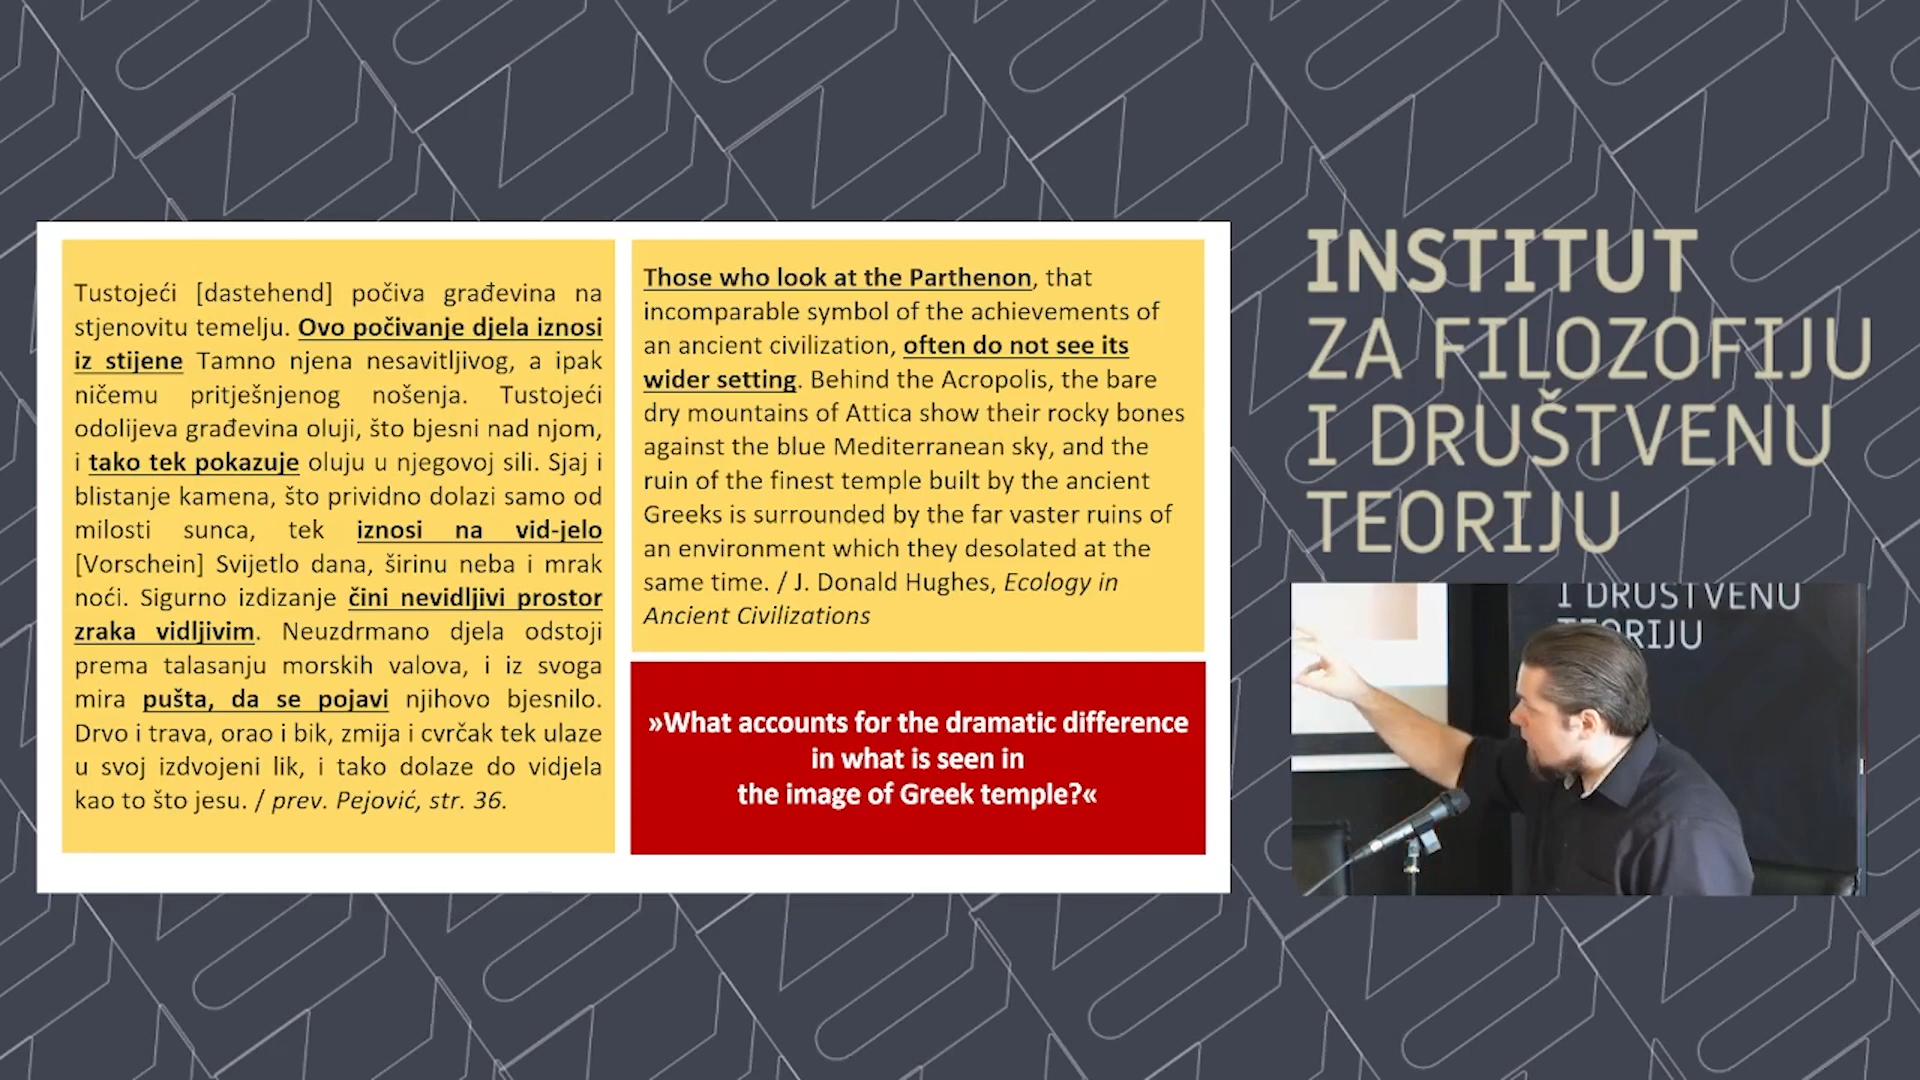 Tustojeći [dastehend] počiva građevina na
stjenovitu temelju. Ovo počivanje djela iznosi
iz stijene Tamno njena nesavitljivog, a ipak
ničemu pritješnjenog nošenja. Tustojeći
odolijeva građevina oluji, što bjesni nad njom,
i tako tek pokazuje oluju u njegovoj sili. Sjaj i
blistanje kamena, što prividno dolazi samo od
milosti sunca, tek iznosi na vid-jelo
[Vorschein] Svijetlo dana, širinu neba i mrak
noći. Sigurno izdizanje čini nevidljivi prostor
zraka vidljivim. Neuzdrmano djela odstoji
prema talasanju morskih valova, i iz svoga
mira pušta, da se pojavi njihovo bjesnilo.
Drvo i trava, orao i bik, zmija i cvrčak tek ulaze
u svoj izdvojeni lik, i tako dolaze do vidjela
kao to što jesu. / prev. Pejović, str. 36.
Those who look at the Parthenon, that
incomparable symbol of the achievements of
an ancient civilization, often do not see its
wider setting. Behind the Acropolis, the bare
dry mountains of Attica show their rocky bones
against the blue Mediterranean sky, and the
ruin of the finest temple built by the ancient
Greeks is surrounded by the far vaster ruins of
an environment which they desolated at the
same time. / J. Donald Hughes, Ecology in
Ancient Civilizations
»What accounts for the dramatic difference
in what is seen in
the image of Greek temple?«
INSTITUT
ZA FILOZOFIJU
I DRUŠTVENU
TEORIJU
I DRUŠTVENU
TEORIJU